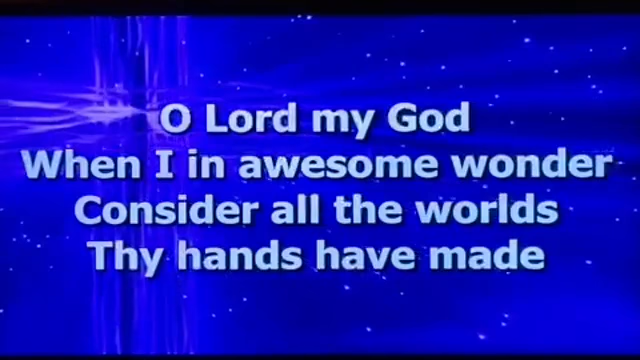 O Lord my God
When I in awesome wonder
Consider all the worlds
Thy hands have made